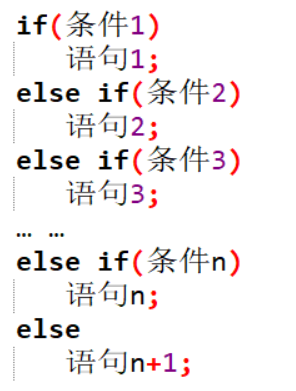 if(条件1)
语句1;
else if(条件2)
语句2;
else if(条件3)
语句3;
… …
else if(条件n)
语句n;
else
语句n+1;